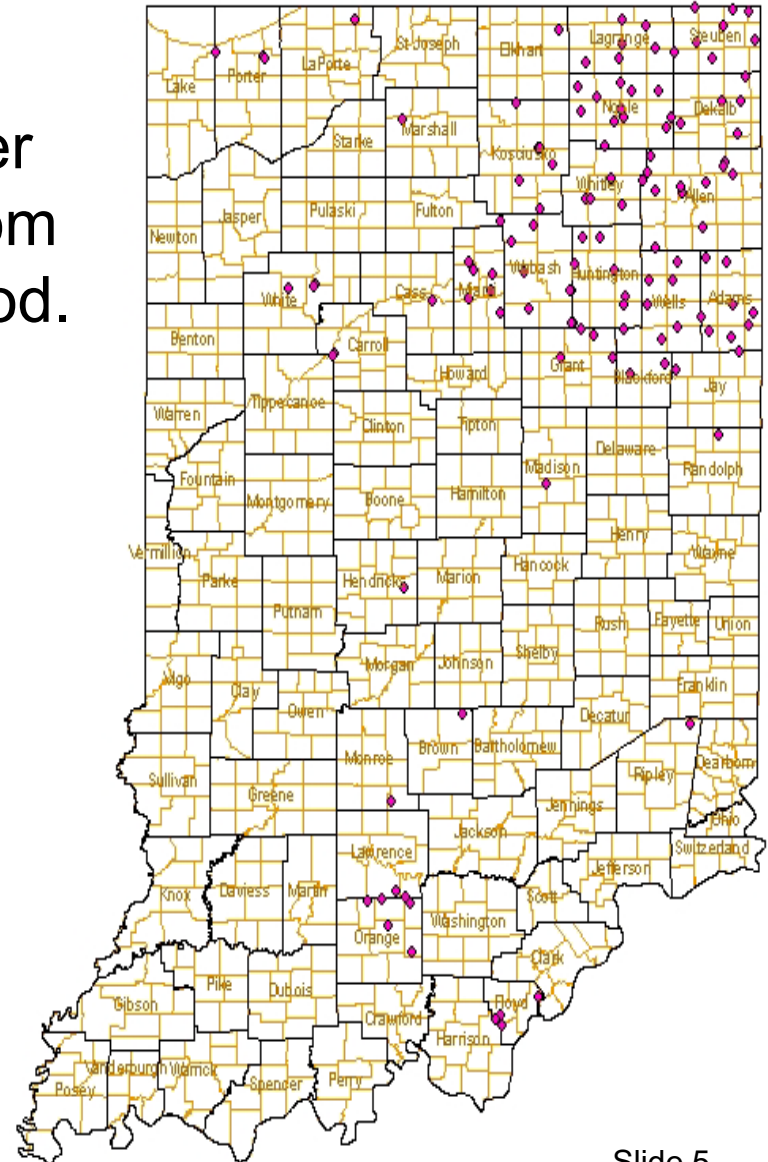 er
om
od.
St Joseph
Elkhart
Lagrange
Steuben
LaPorte
Porter
Lake
Noble
Dekalb
Marshall
Starke
Kosciusko
Whitley
Allen
Jasper
Pulaski
Fulton
Newton
Wabash
Huntington
White
Cass
Miami
Wells
Adams
Benton
Carroll
Howard
Grant
Blackford
Jay
Warren
Tippecanoe
Clinton
Tipton
Delaware
Randolph
Fountain
Madison
Montgomery
Boone
Hamilton
Henry
Wayne
Vermillion
Parke
Hendricks
Marion
Hancock
Putnam
Rush
Fayette
Union
Shelby
Morgan
Johnson
Vigo
Clay
Franklin
Owen
Decatur
Monroe
Brown
Bartholomew
Dearborn
Ripley
Sullivan
Greene
Jennings
Ohio
Jackson
Lawrence
Switzerland
Jefferson
Knox
Daviess
Martin
Scott
Washington
Orange
Clark
Pike
Dubois
Gibson
Floyd
Crawford
Harrison
Vanderburgh
Warrick
Posey
Spencer
Perry
Slide 5